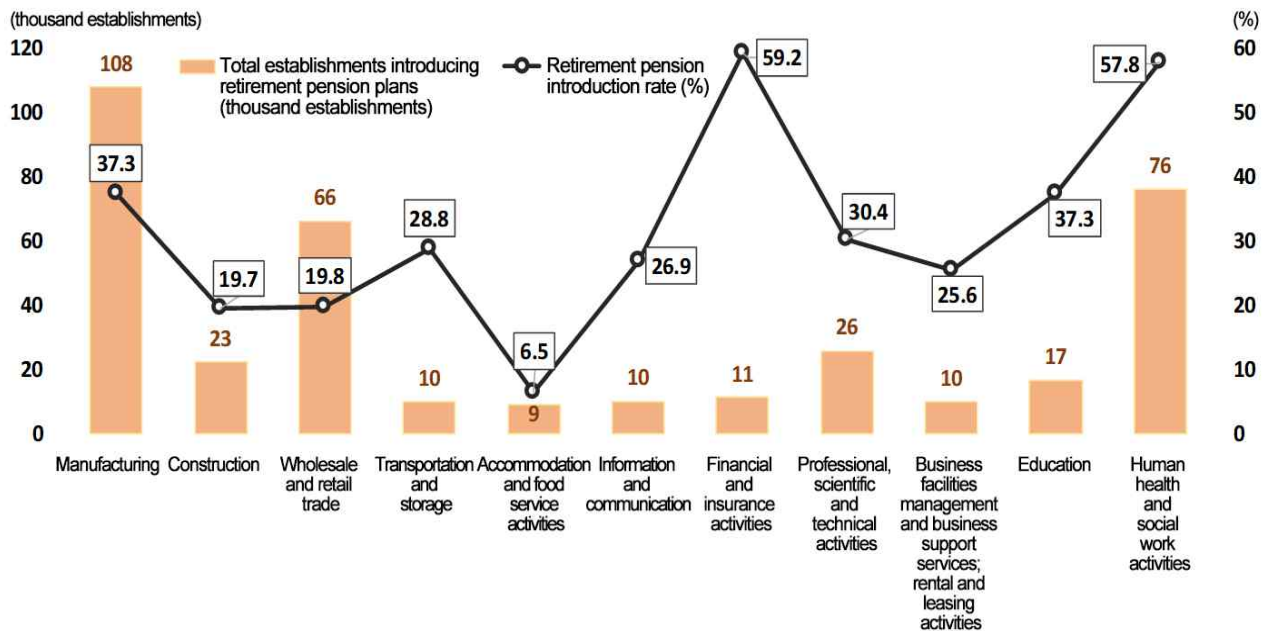 (thousand establishments)
(%)
120
100
80
60
40
20
0
60
50
40
30
20
10
0
Total establishments introducing
retirement pension plans
(thousand establishments)
Retirement pension
introduction rate (%)
108
23
66
10
9
10
11
26
10
17
76
37.3
19.7
19.8
28.8
6.5
26.9
59.2
30.4
25.6
37.3
57.8
Manufacturing
Construction
Wholesale
and retail
trade
Transportation
and
storage
Accommodation
and food
service
activities
Information
and
communication
Financial
and
insurance
activities
Professional,
scientific
and
technical
activities
Business
facilities
management
and business
support
services;
rental and
leasing
activities
Education
Human
health
and
social
work
activities